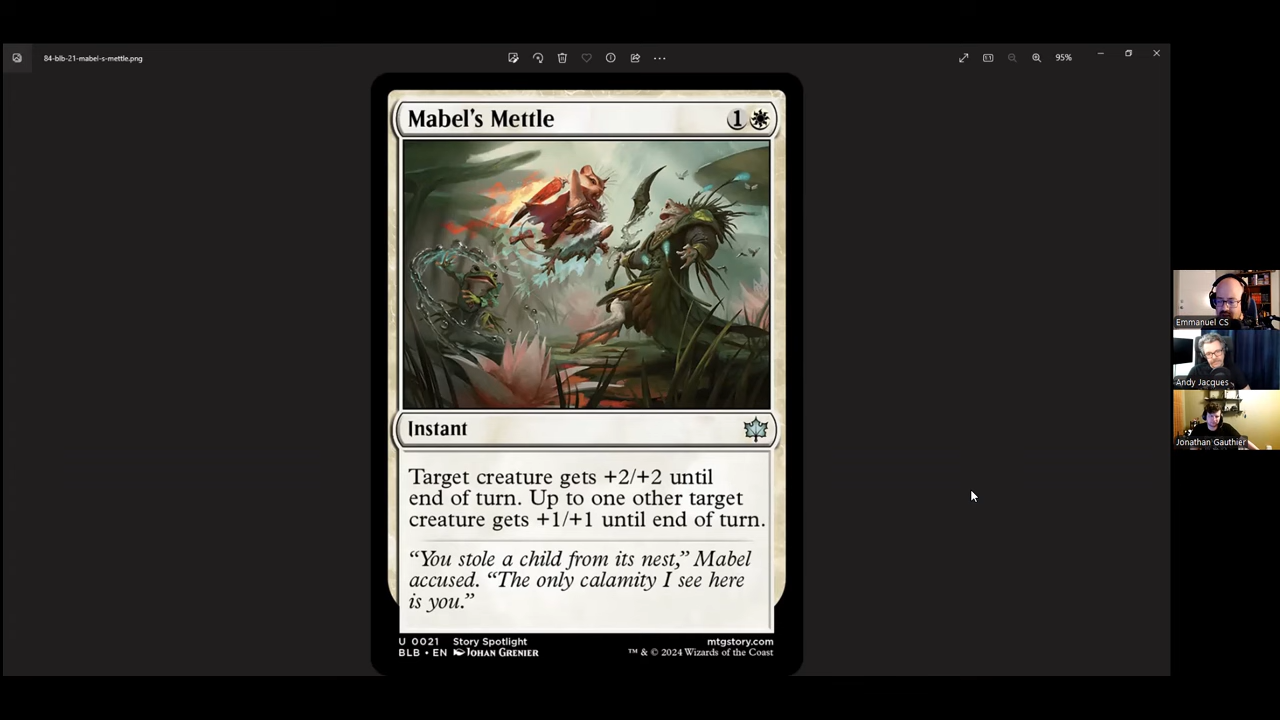 84-blb-21-mabel-s-mettle.png
95%
Mabel's Mettle
1
Instant
Target creature gets +2/+2 until
end of turn. Up to one other target
creature gets +1/+1 until end of turn.
“You stole a child from its nest,” Mabel
accused. “The only calamity I see here
is you.”
U 0021 Story Spotlight
mtgstory.com
BLB • EN JOHAN GRENIER
™ & © 2024 Wizards of the Coast
Emmanuel CS
Andy Jacques
Jonathan Gauthier